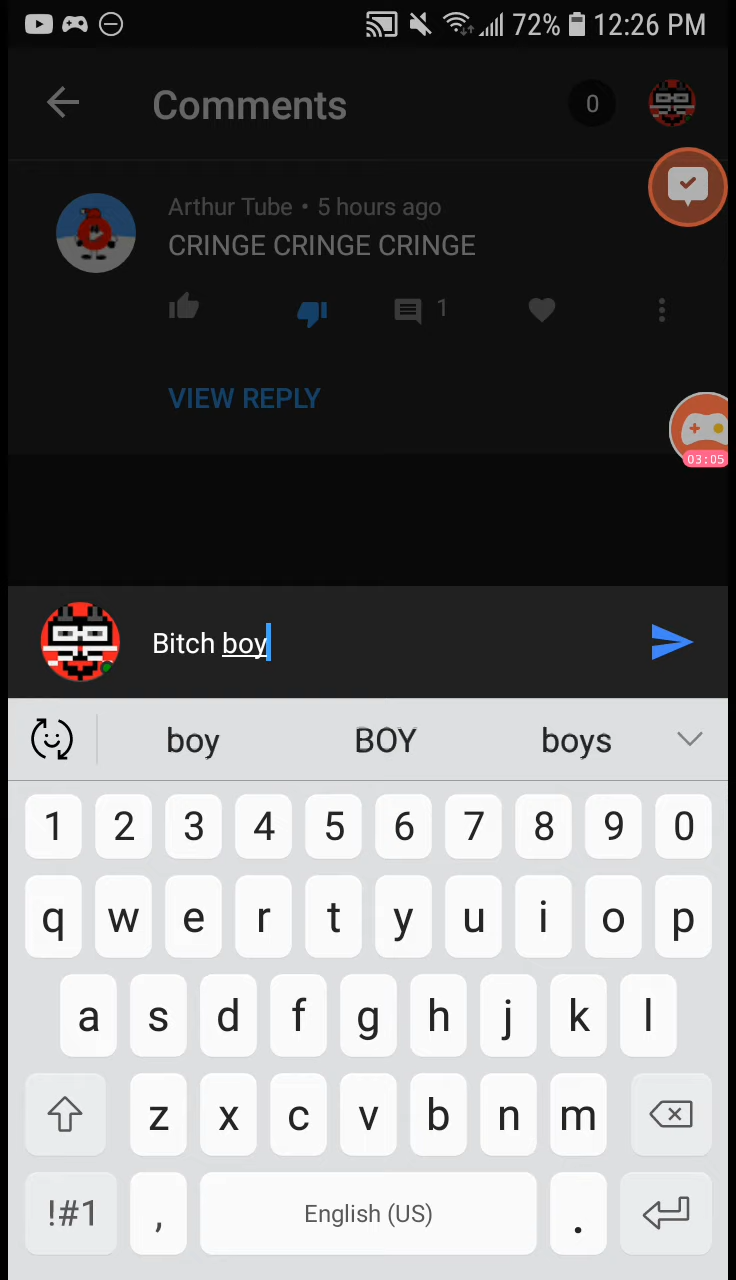 72% 12:26 PM
Comments 0
Arthur Tube • 5 hours ago
CRINGE CRINGE CRINGE
1
VIEW REPLY
03:05
Bitch boy
boy BOY boys
1 2 3 4 5 6 7 8 9 0
q w e r t y u i o p
a s d f g h j k l
z x c v b n m
!#1 , English (US) .